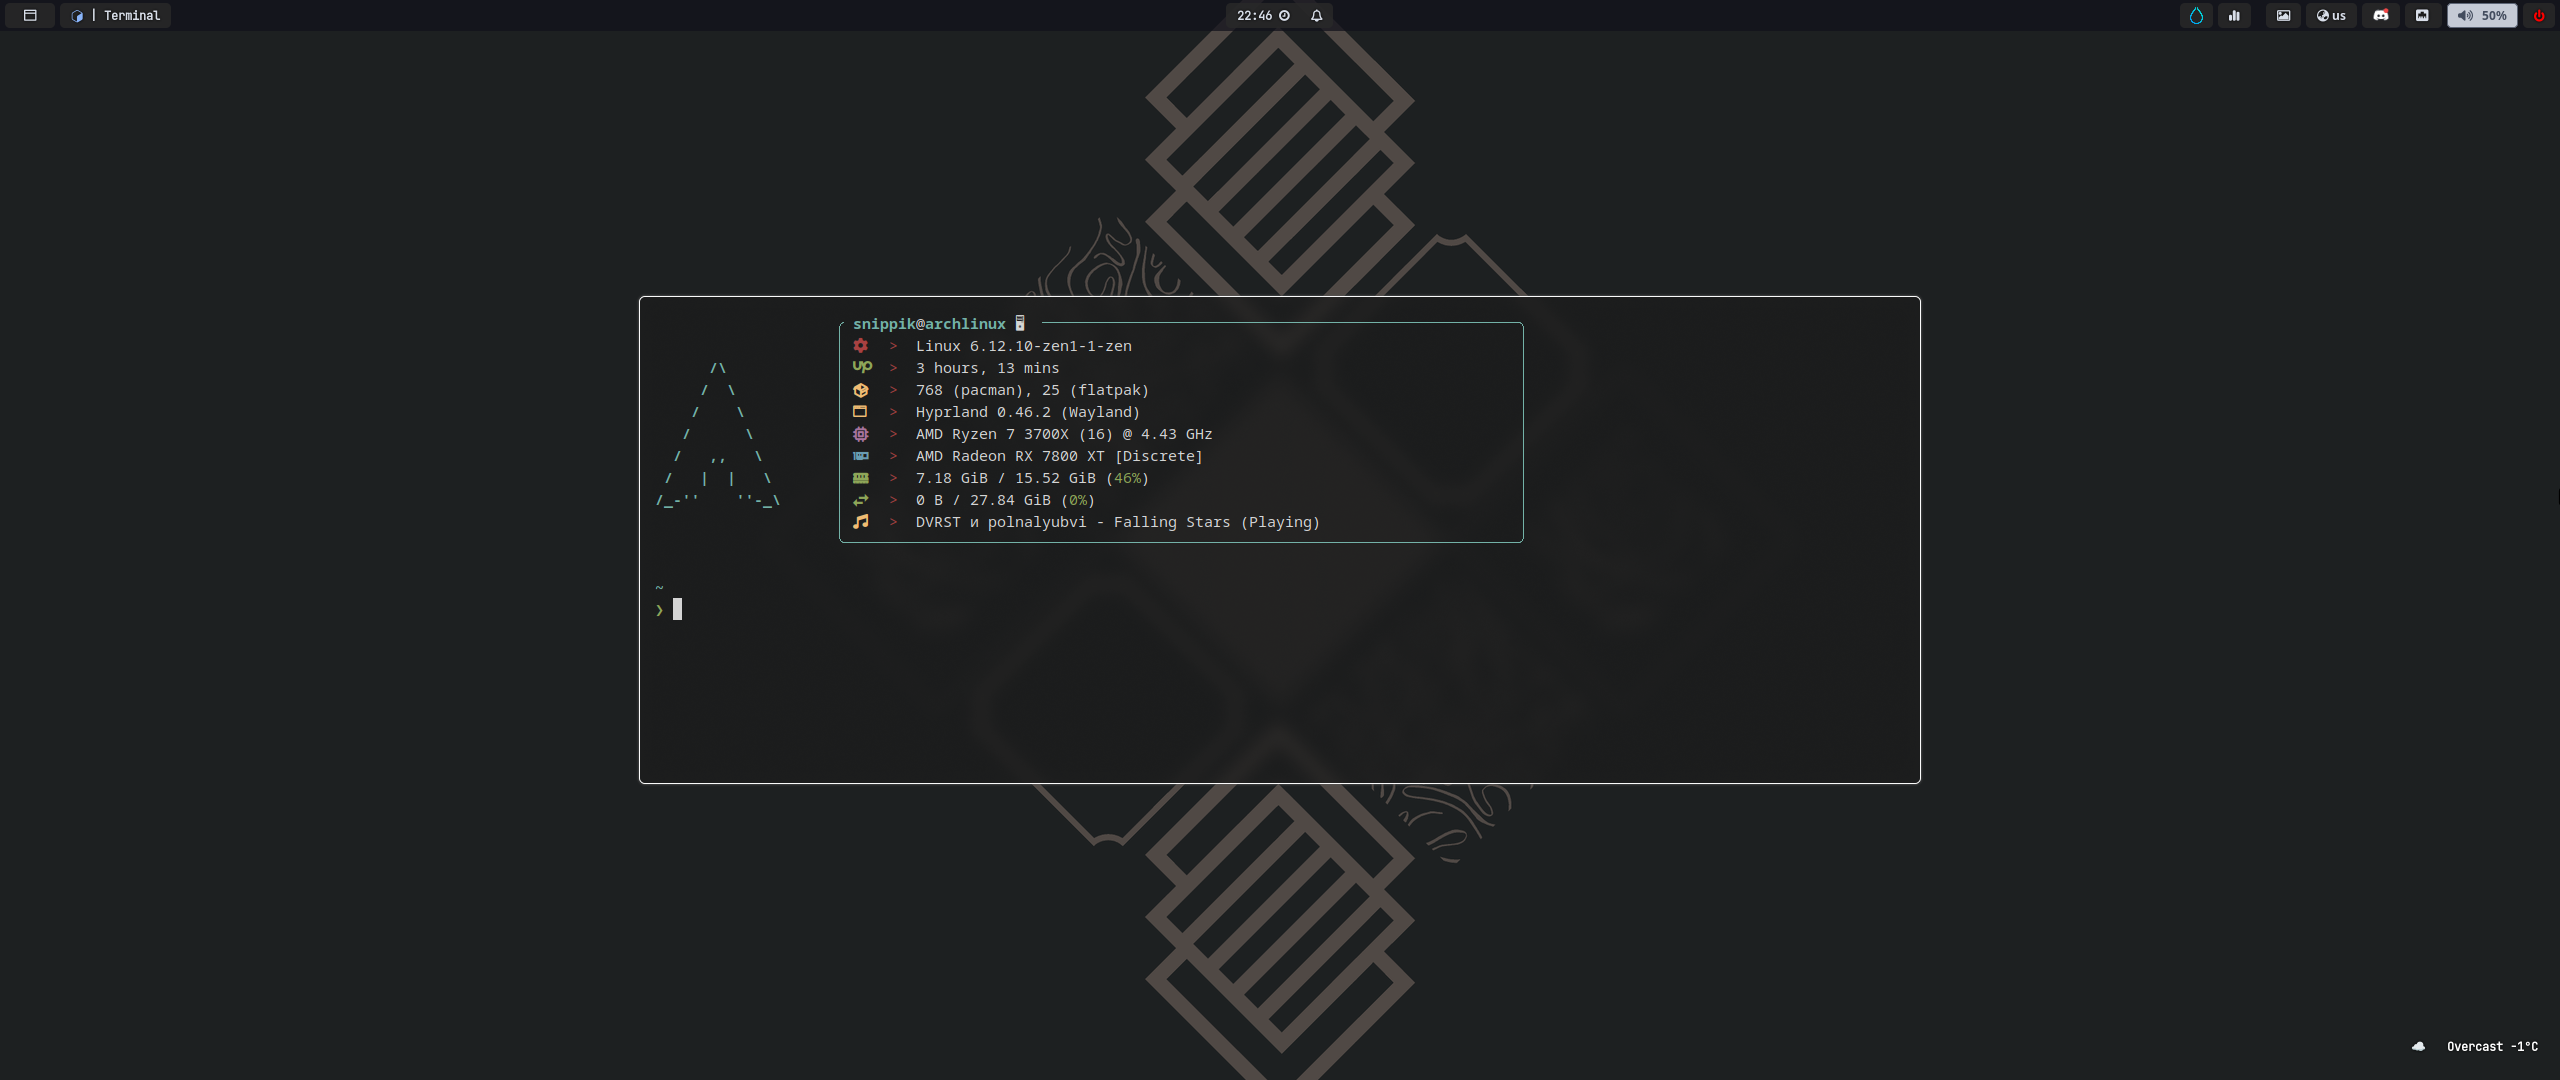 | Terminal
22:46
us
50%
snippik@archlinux
> Linux 6.12.10-zen1-1-zen
up > 3 hours, 13 mins
> 768 (pacman), 25 (flatpak)
> Hyprland 0.46.2 (Wayland)
> AMD Ryzen 7 3700X (16) @ 4.43 GHz
> AMD Radeon RX 7800 XT [Discrete]
> 7.18 GiB / 15.52 GiB (46%)
> 0 B / 27.84 GiB (0%)
> DVRST и polnalyubvi - Falling Stars (Playing)
~
❯
Overcast -1°C